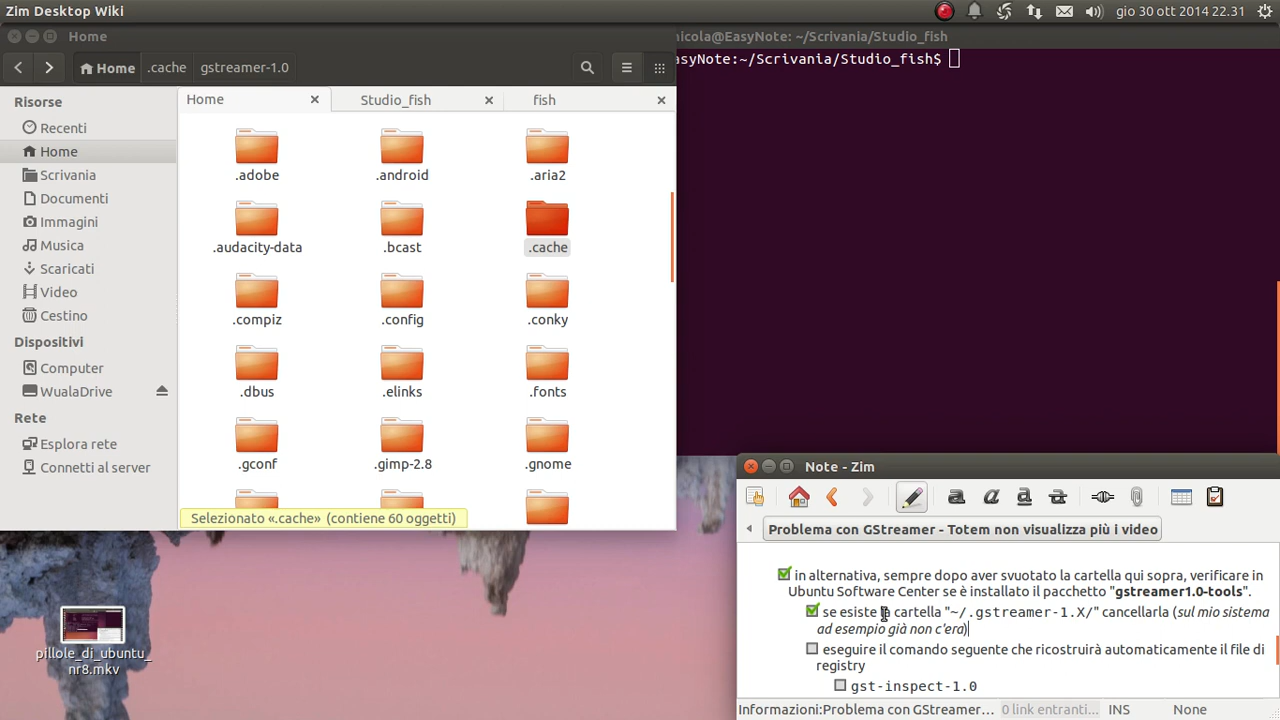 Zim Desktop Wiki
gio 30 ott 2014 22.31
Home
nicola@EasyNote: ~/Scrivania/Studio_fish
Home
.cache
gstreamer-1.0
asyNote:~/Scrivania/Studio_fish$
Risorse
Recenti
Home
Scrivania
Documenti
Immagini
Musica
Scaricati
Video
Cestino
Dispositivi
Computer
WualaDrive
Rete
Esplora rete
Connetti al server
Home
Studio_fish
fish
.adobe
.android
.aria2
.audacity-data
.bcast
.cache
.compiz
.config
.conky
.dbus
.elinks
.fonts
.gconf
.gimp-2.8
.gnome
Selezionato «.cache» (contiene 60 oggetti)
pillole_di_ubuntu_
nr8.mkv
Note - Zim
Problema con GStreamer - Totem non visualizza più i video
in alternativa, sempre dopo aver svuotato la cartella qui sopra, verificare in
Ubuntu Software Center se è installato il pacchetto "gstreamer1.0-tools".
se esiste la cartella "~/.gstreamer-1.X/" cancellarla (sul mio sistema
ad esempio già non c'era)
eseguire il comando seguente che ricostruirà automaticamente il file di
registry
gst-inspect-1.0
Informazioni:Problema con GStreamer...
0 link entranti...
INS
None